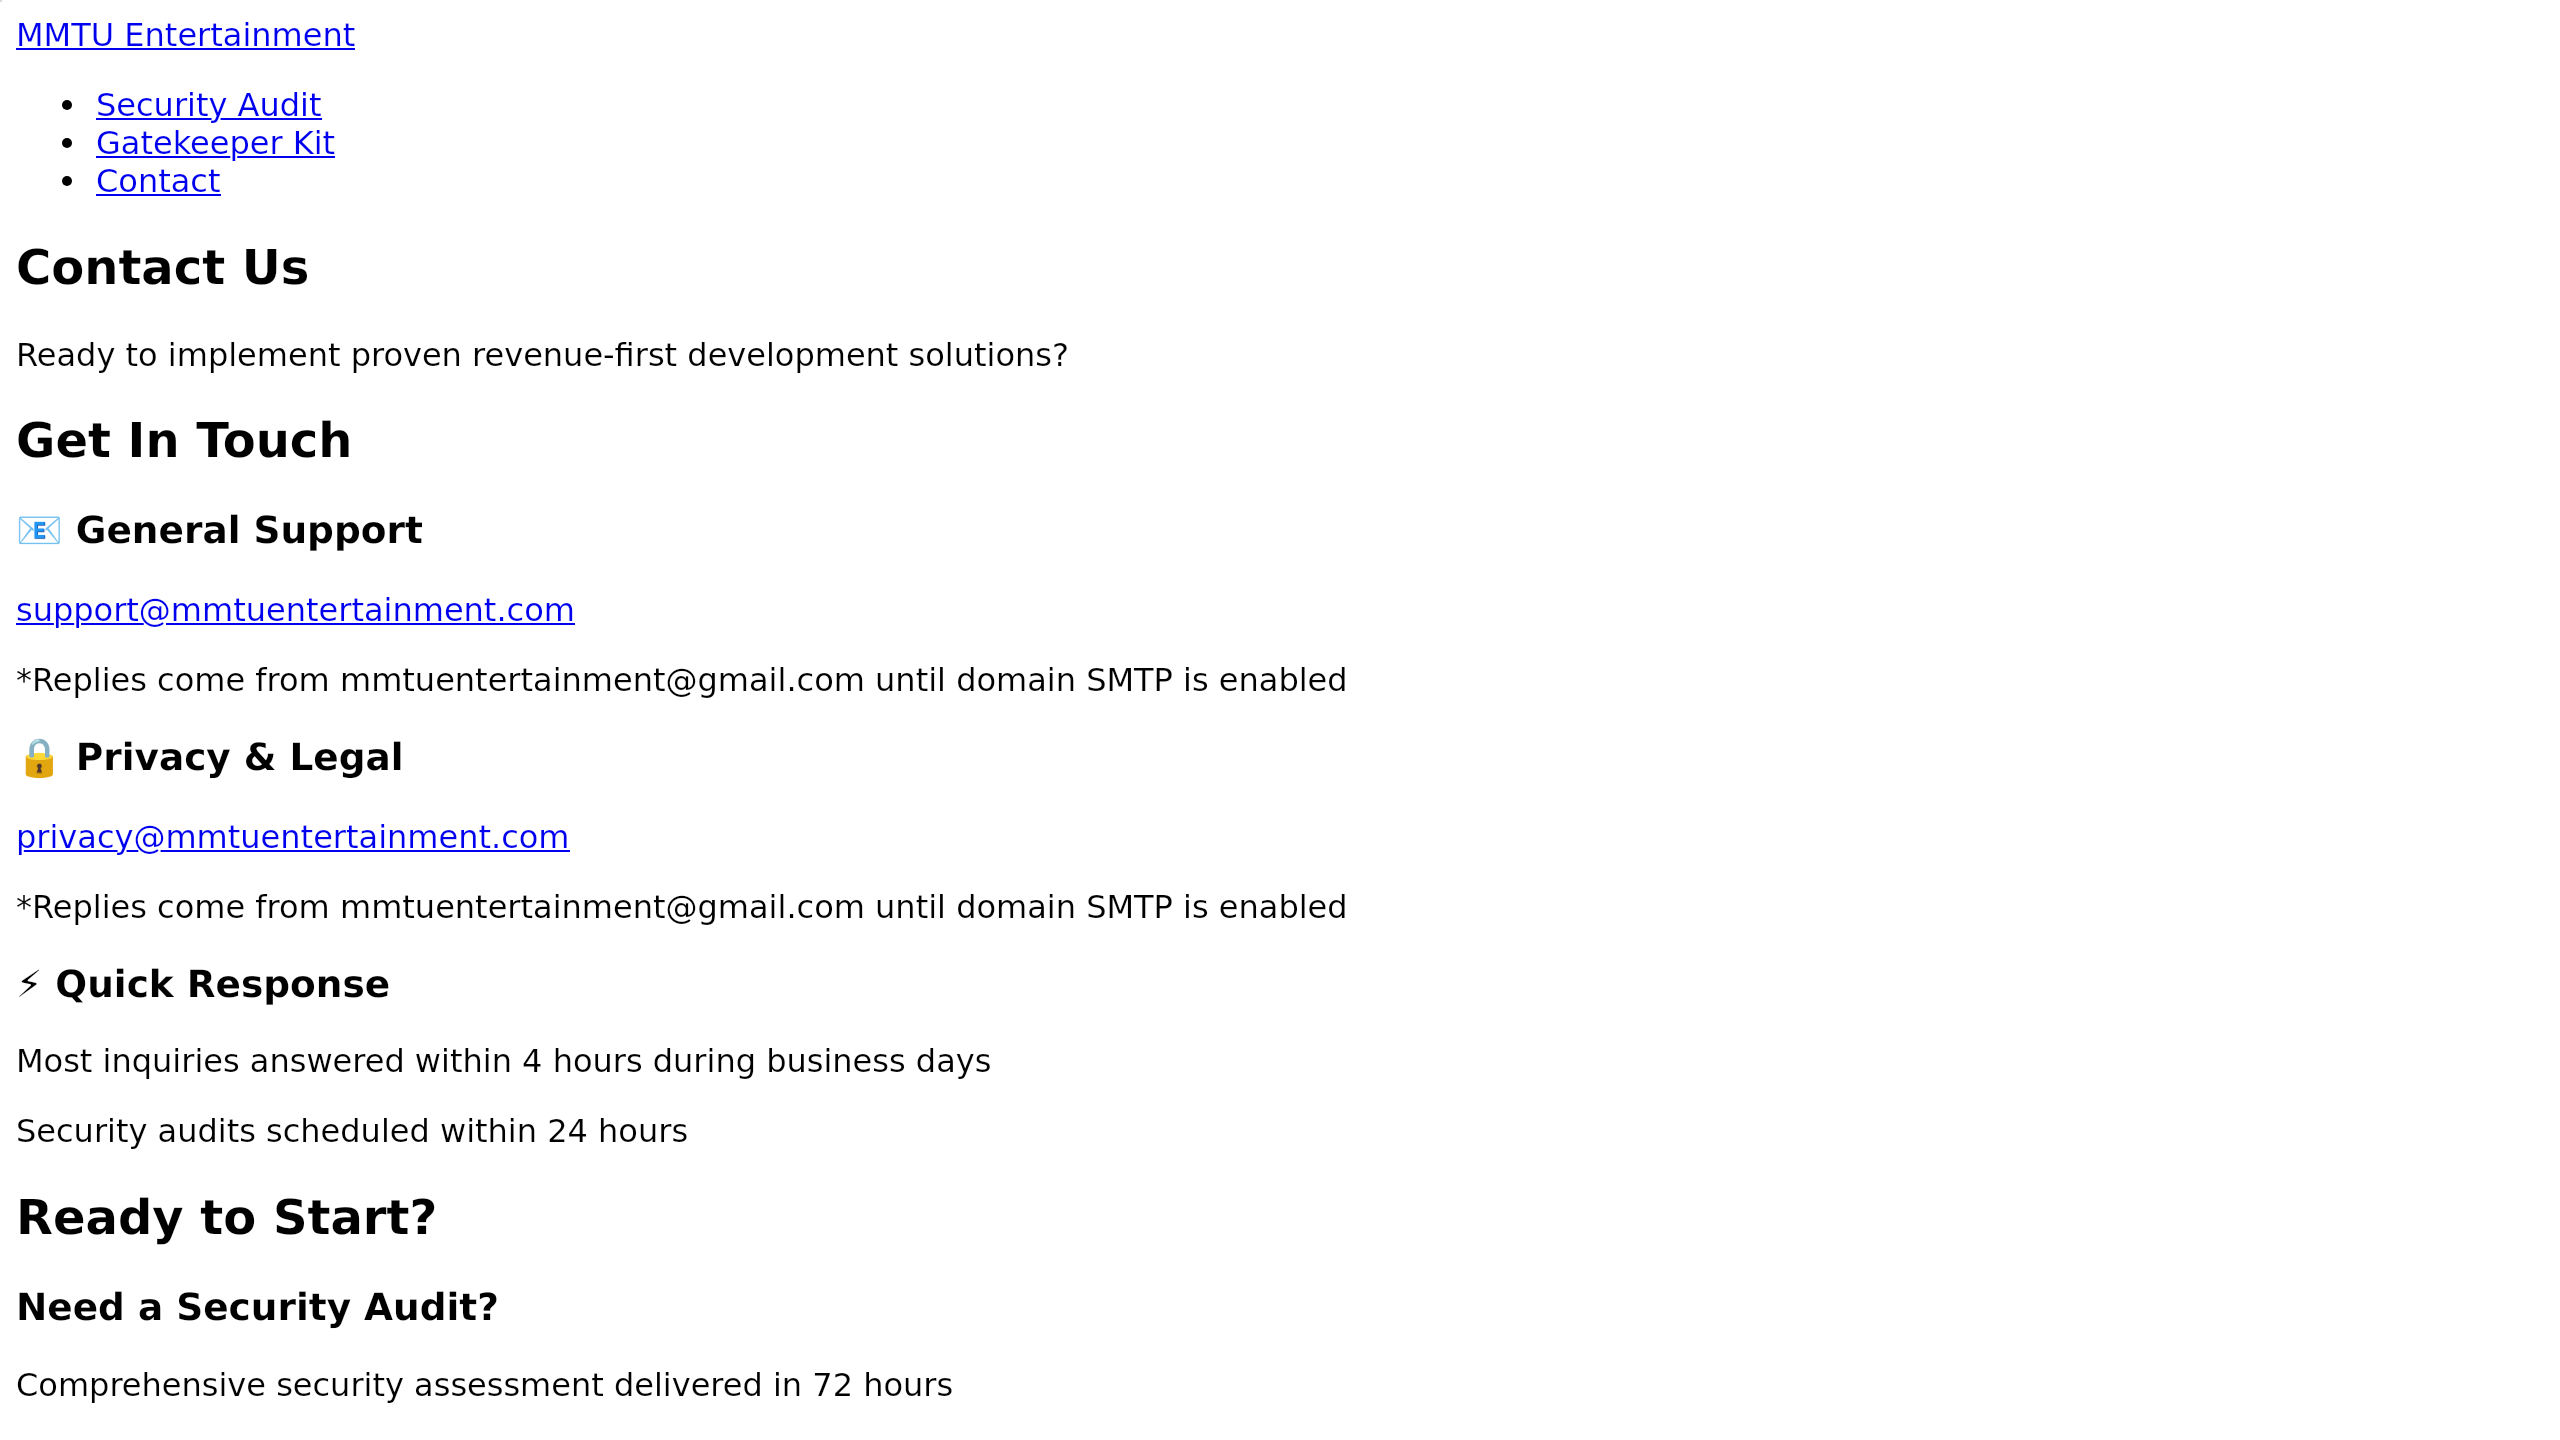 MMTU Entertainment
• Security Audit
• Gatekeeper Kit
• Contact
Contact Us
Ready to implement proven revenue-first development solutions?
Get In Touch
📧 General Support
support@mmtuentertainment.com
*Replies come from mmtuentertainment@gmail.com until domain SMTP is enabled
🔒 Privacy & Legal
privacy@mmtuentertainment.com
*Replies come from mmtuentertainment@gmail.com until domain SMTP is enabled
⚡ Quick Response
Most inquiries answered within 4 hours during business days
Security audits scheduled within 24 hours
Ready to Start?
Need a Security Audit?
Comprehensive security assessment delivered in 72 hours